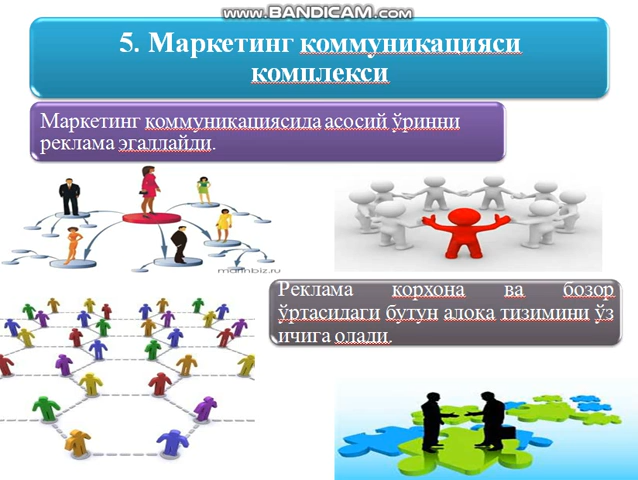 www.BANDICAM.com
5. Маркетинг коммуникацияси
комплекси
Маркетинг коммуникациясида асосий ўринни
реклама эгаллайди.
marinbiz.ru
Реклама корхона ва бозор
ўртасидаги бутун алоқа тизимини ўз
ичига олади.